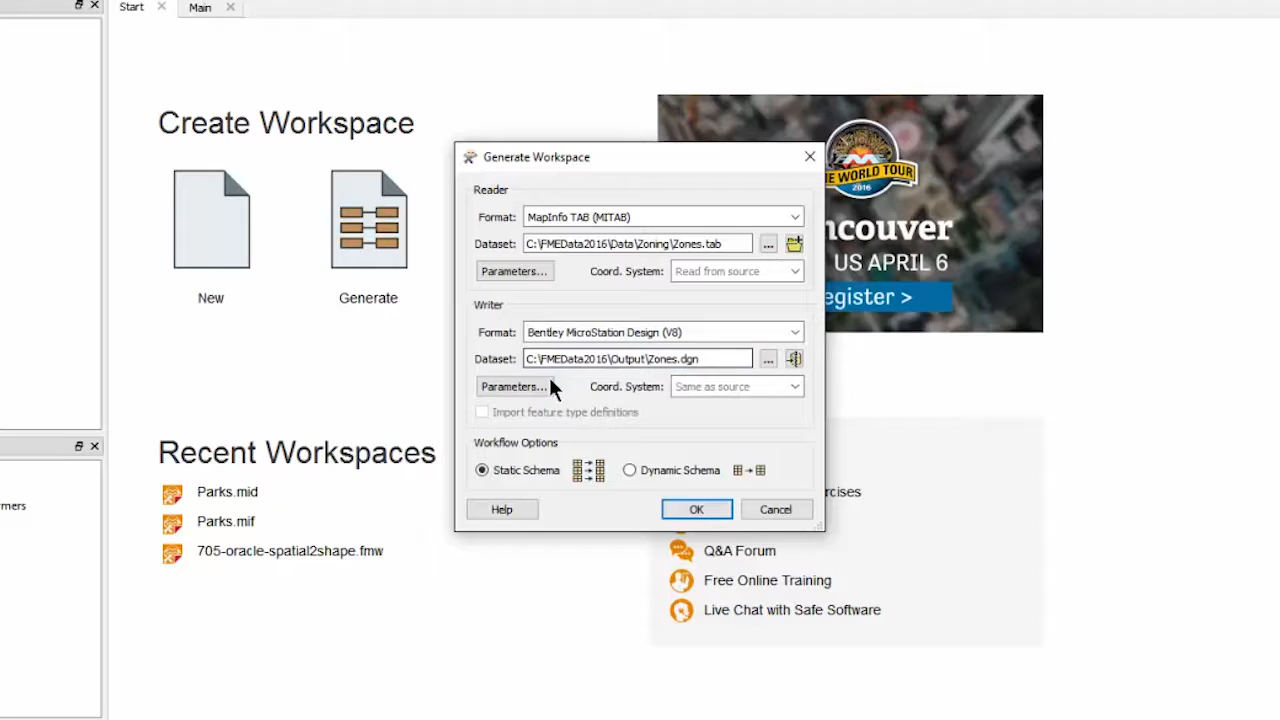 Start
Main
Create Workspace
New
Generate
Generate Workspace
Reader
Format: MapInfo TAB (MITAB)
Dataset: C:\FMEData2016\Data\Zoning\Zones.tab ...
Parameters... Coord. System: Read from source
Writer
Format: Bentley MicroStation Design (V8)
Dataset: C:\FMEData2016\Output\Zones.dgn ...
Parameters... Coord. System: Same as source
Import feature type definitions
Workflow Options
Static Schema Dynamic Schema
Help OK Cancel
WORLD TOUR
2016
ncouver
US APRIL 6
egister >
Recent Workspaces
Parks.mid
Parks.mif
705-oracle-spatial2shape.fmw
mers
rcises
Q&A Forum
Free Online Training
Live Chat with Safe Software